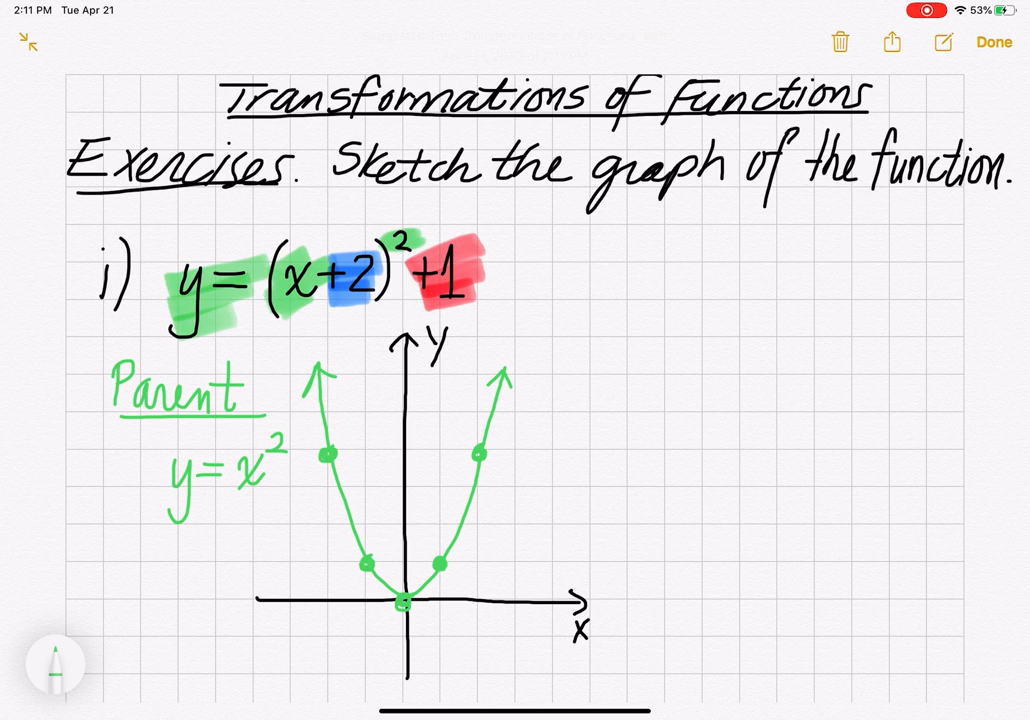 2:11 PM Tue Apr 21
53%
Done
Transformations of Functions
Exercises. Sketch the graph of the function.
i) y = (x+2)² +1
y
Parent
y = x²
x